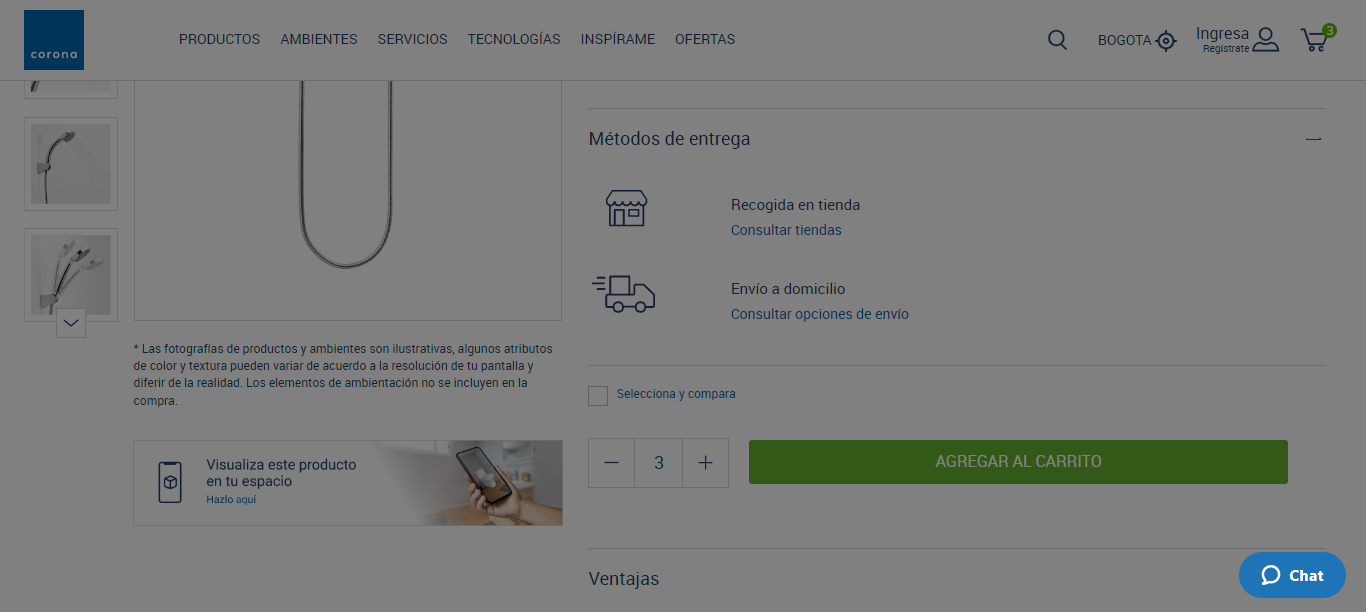 corona
PRODUCTOS AMBIENTES SERVICIOS TECNOLOGÍAS INSPÍRAME OFERTAS
BOGOTA
Ingresa
Regístrate
3
Métodos de entrega
Recogida en tienda
Consultar tiendas
Envío a domicilio
Consultar opciones de envío
* Las fotografías de productos y ambientes son ilustrativas, algunos atributos
de color y textura pueden variar de acuerdo a la resolución de tu pantalla y
diferir de la realidad. Los elementos de ambientación no se incluyen en la
compra.
Selecciona y compara
Visualiza este producto
en tu espacio
Hazlo aquí
3
AGREGAR AL CARRITO
Ventajas
Chat